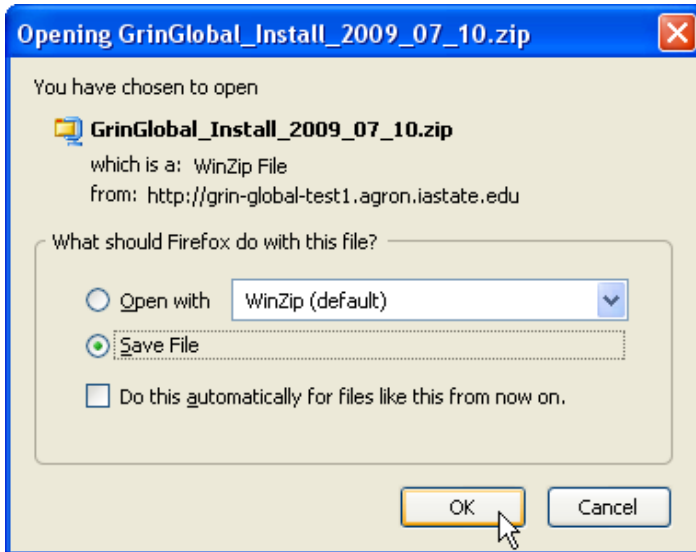 Opening GrinGlobal_Install_2009_07_10.zip
You have chosen to open
GrinGlobal_Install_2009_07_10.zip
which is a: WinZip File
from: http://grin-global-test1.agron.iastate.edu
What should Firefox do with this file?
Open with WinZip (default)
Save File
Do this automatically for files like this from now on.
OK Cancel